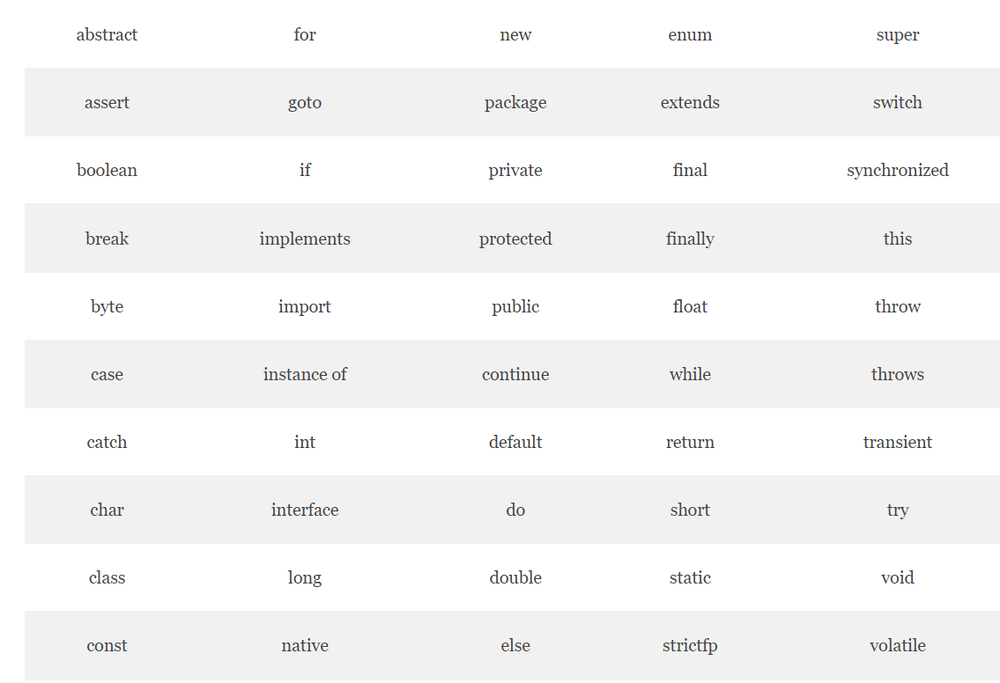 abstract for new enum super
assert goto package extends switch
boolean if private final synchronized
break implements protected finally this
byte import public float throw
case instance of continue while throws
catch int default return transient
char interface do short try
class long double static void
const native else strictfp volatile